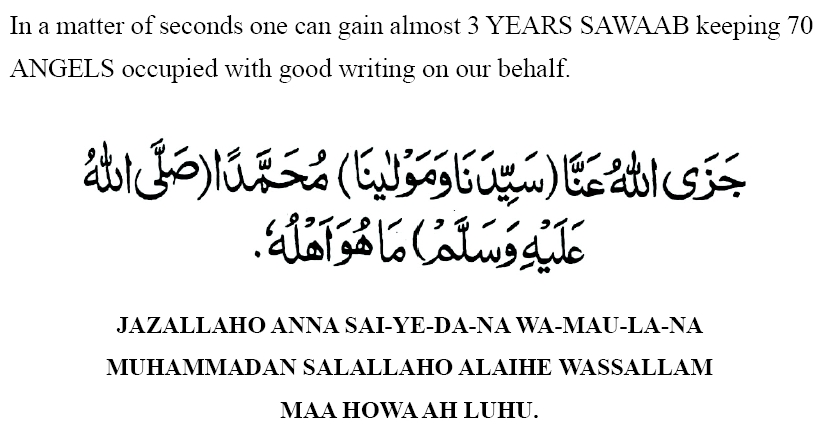 In a matter of seconds one can gain almost 3 YEARS SAWAAB keeping 70
ANGELS occupied with good writing on our behalf.
جَزَى اللّٰهُ عَنَّا (سَيِّدَنَا وَمَوْلٰينَا) مُحَمَّدًا (صَلَّى اللّٰهُ
عَلَيْهِ وَسَلَّمْ) مَا هُوَ اَهْلُهٗ.
JAZALLAHO ANNA SAI-YE-DA-NA WA-MAU-LA-NA
MUHAMMADAN SALALLAHO ALAIHE WASSALLAM
MAA HOWA AH LUHU.